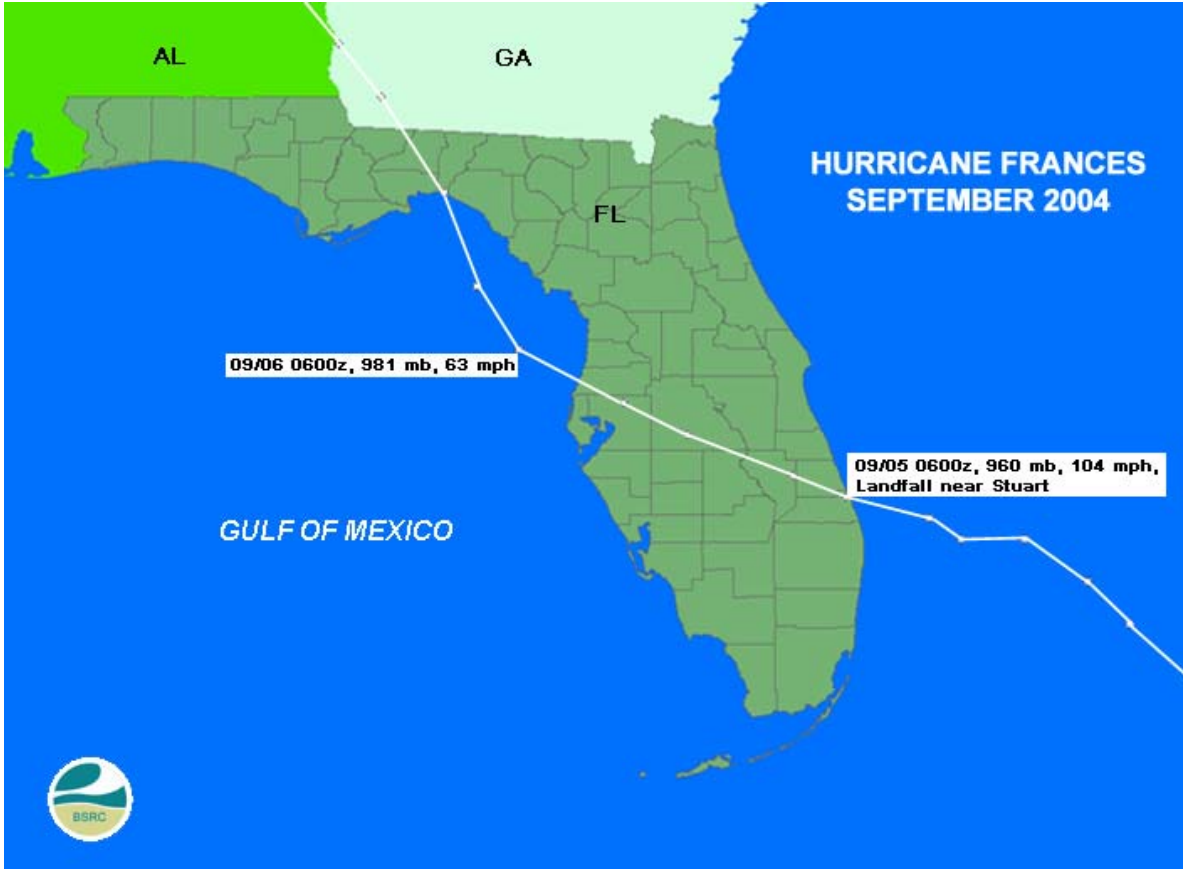 AL
GA
HURRICANE FRANCES
SEPTEMBER 2004
FL
09/06 0600z, 981 mb, 63 mph
09/05 0600z, 960 mb, 104 mph,
Landfall near Stuart
GULF OF MEXICO
BSRC